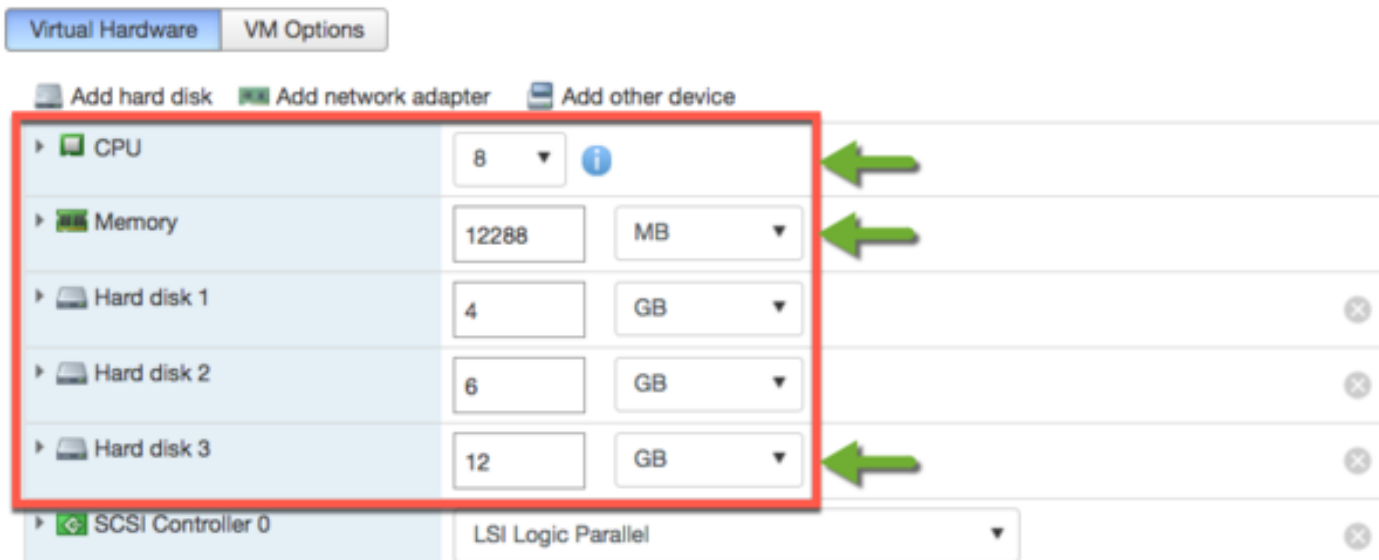 Virtual Hardware VM Options
Add hard disk Add network adapter Add other device
CPU 8
Memory 12288 MB
Hard disk 1 4 GB
Hard disk 2 6 GB
Hard disk 3 12 GB
SCSI Controller 0 LSI Logic Parallel